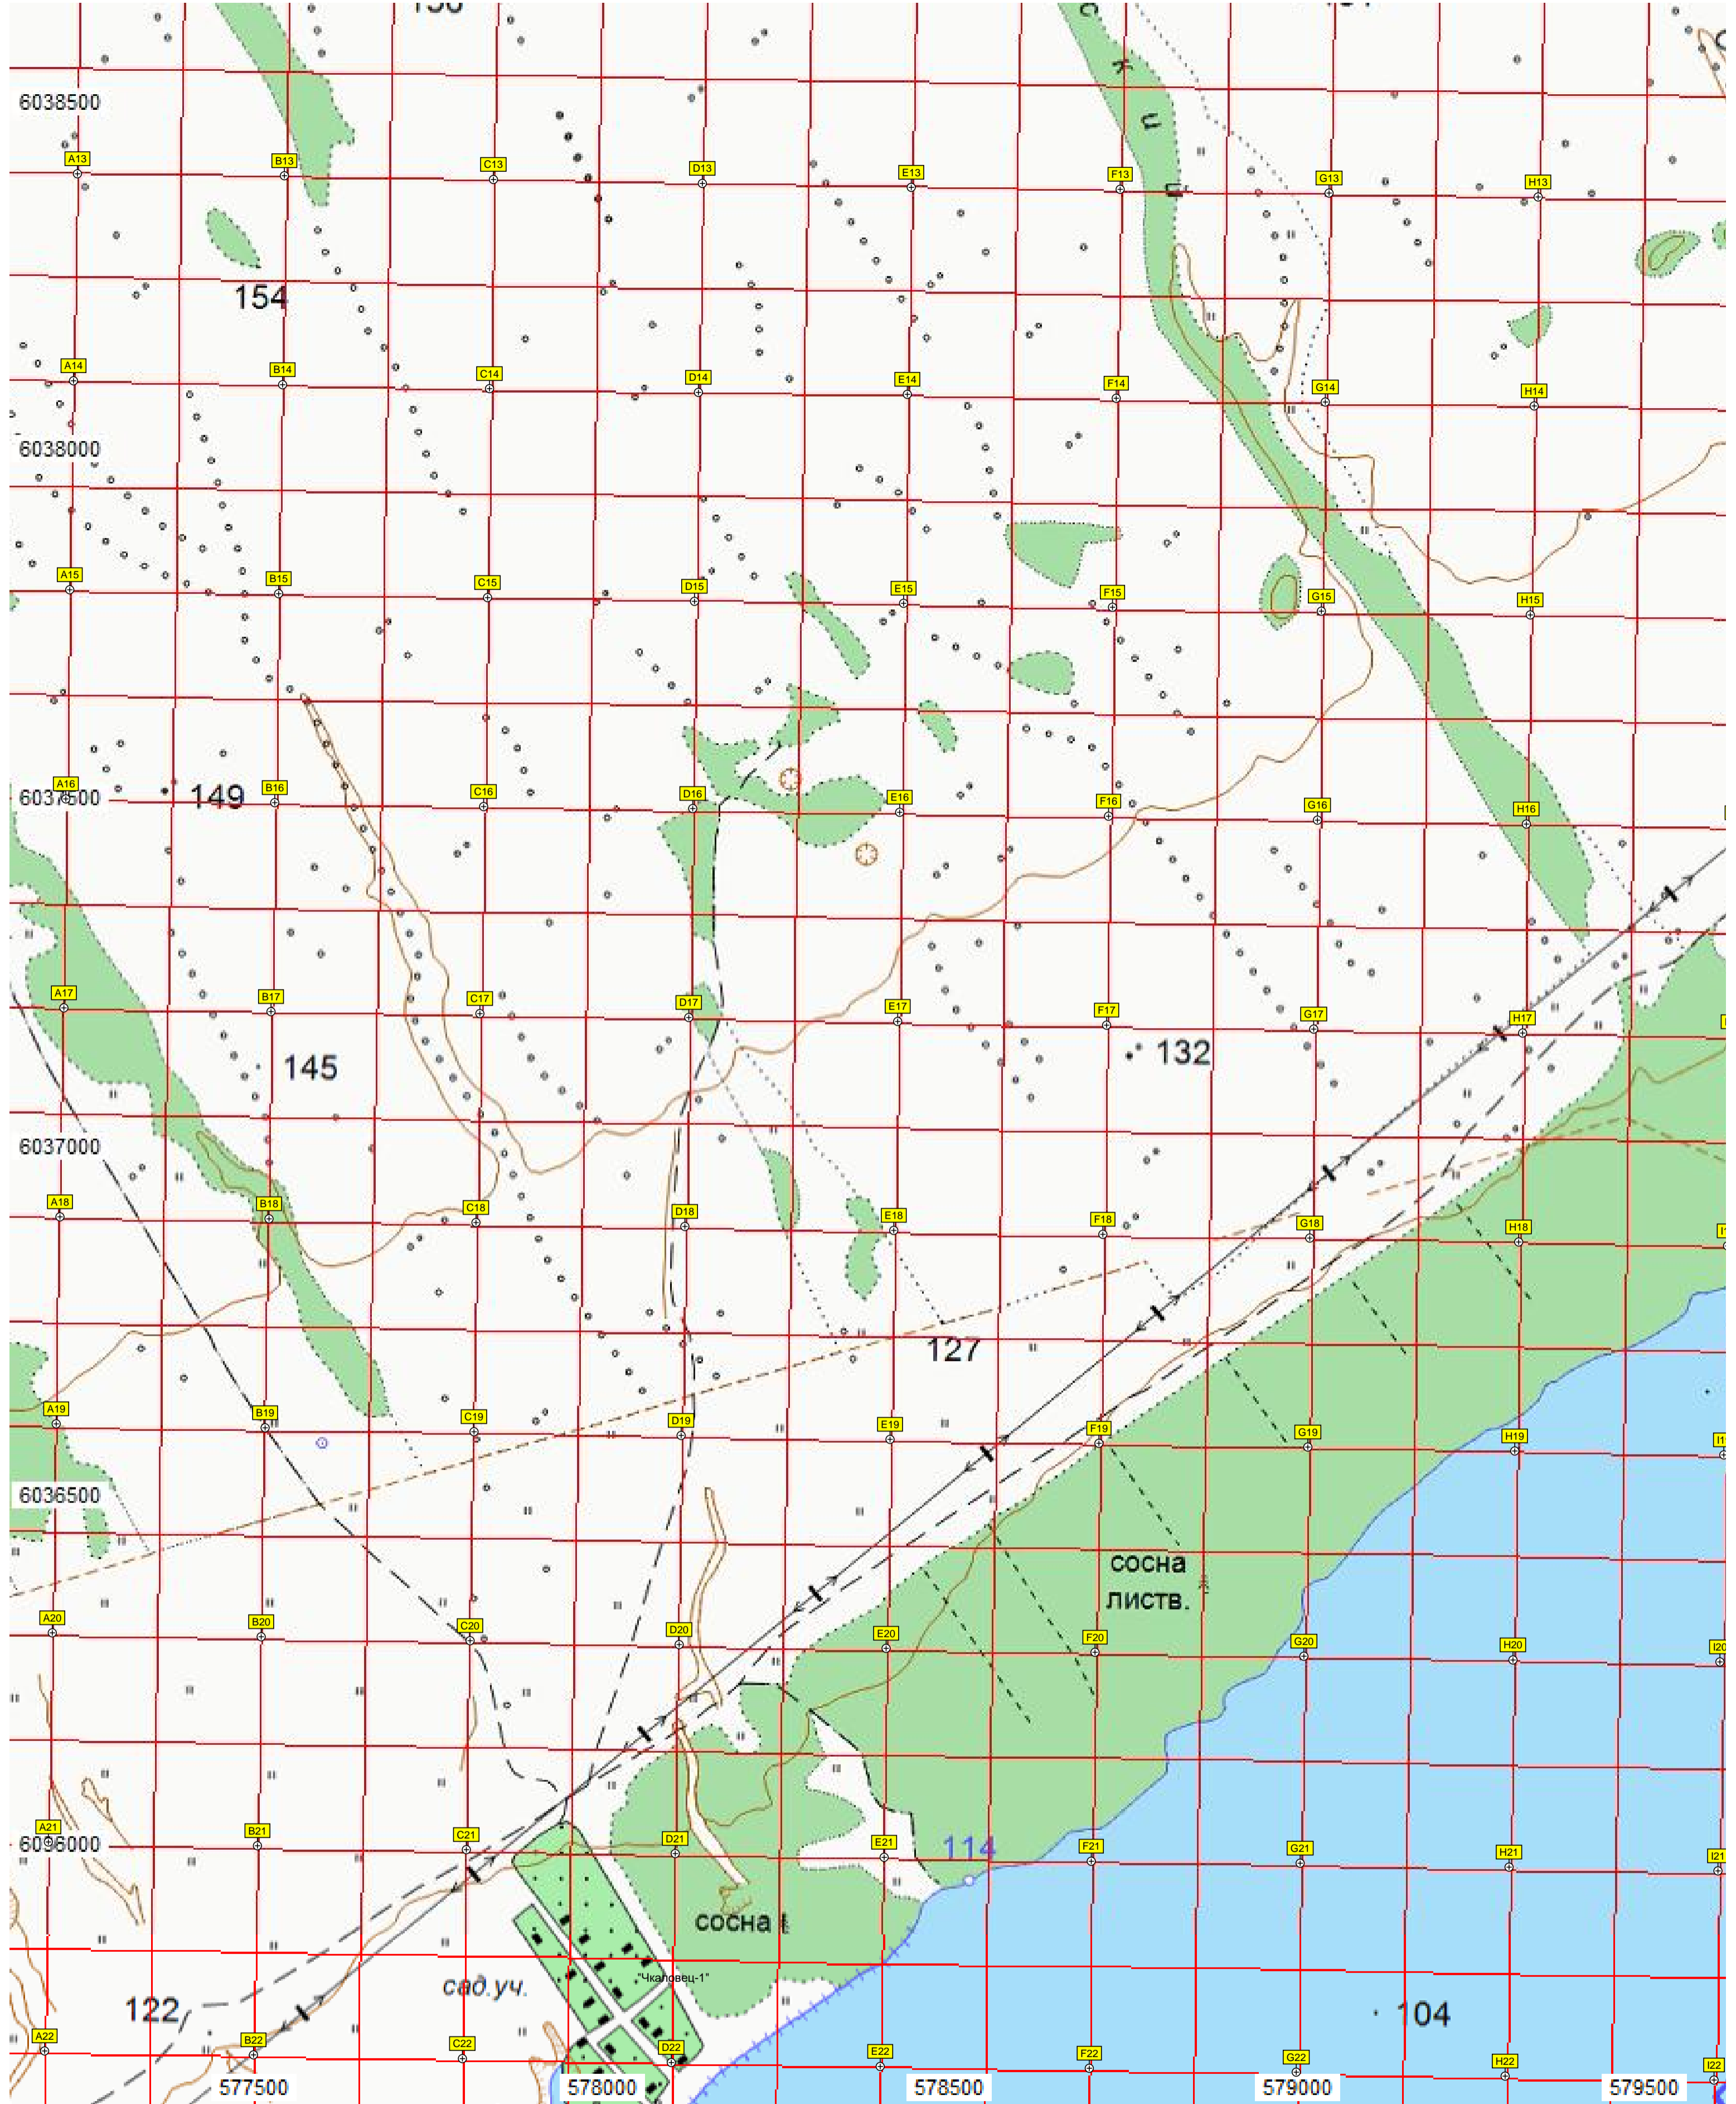 к
ц
п
6038500
A13 B13 C13 D13 E13 F13 G13 H13
154
A14 B14 C14 D14 E14 F14 G14 H14
6038000
A15 B15 C15 D15 E15 F15 G15 H15
A16 B16 C16 D16 E16 F16 G16 H16
6037500
149
A17 B17 C17 D17 E17 F17 G17 H17
145
132
6037000
A18 B18 C18 D18 E18 F18 G18 H18
127
A19 B19 C19 D19 E19 F19 G19 H19
6036500
сосна
листв.
A20 B20 C20 D20 E20 F20 G20 H20 I20
A21 B21 C21 D21 E21 F21 G21 H21 I21
6036000
114
сосна
"Чкаловец-1"
сад.уч.
122
104
A22 B22 C22 D22 E22 F22 G22 H22 I22
577500 578000 578500 579000 579500